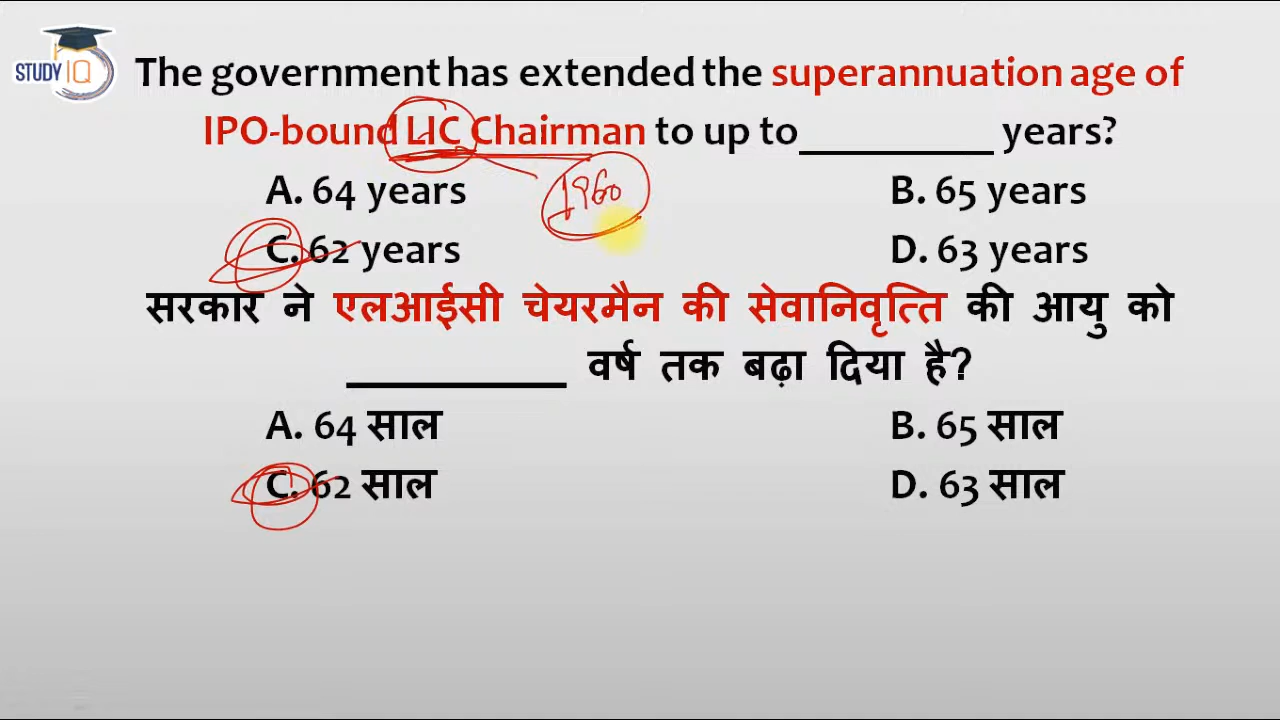 STUDY IQ
The government has extended the superannuation age of
IPO-bound LIC Chairman to up to_________ years?
1960
A. 64 years B. 65 years
C. 62 years D. 63 years
सरकार ने एलआईसी चेयरमैन की सेवानिवृत्ति की आयु को
__________ वर्ष तक बढ़ा दिया है?
A. 64 साल B. 65 साल
C. 62 साल D. 63 साल